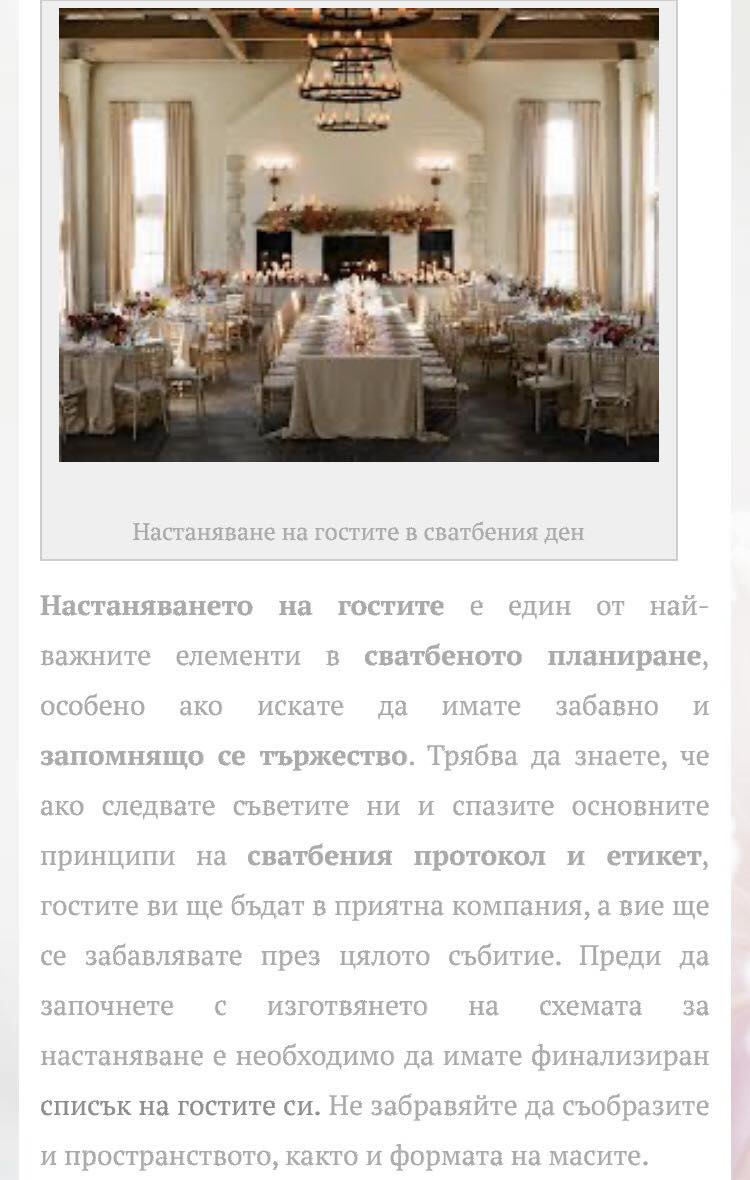 Настаняване на гостите в сватбения ден
Настаняването на гостите е един от най-
важните елементи в сватбеното планиране,
особено ако искате да имате забавно и
запомнящо се тържество. Трябва да знаете, че
ако следвате съветите ни и спазите основните
принципи на сватбения протокол и етикет,
гостите ви ще бъдат в приятна компания, а вие ще
се забавлявате през цялото събитие. Преди да
започнете с изготвянето на схемата за
настаняване е необходимо да имате финализиран
списък на гостите си. Не забравяйте да съобразите
и пространството, както и формата на масите.